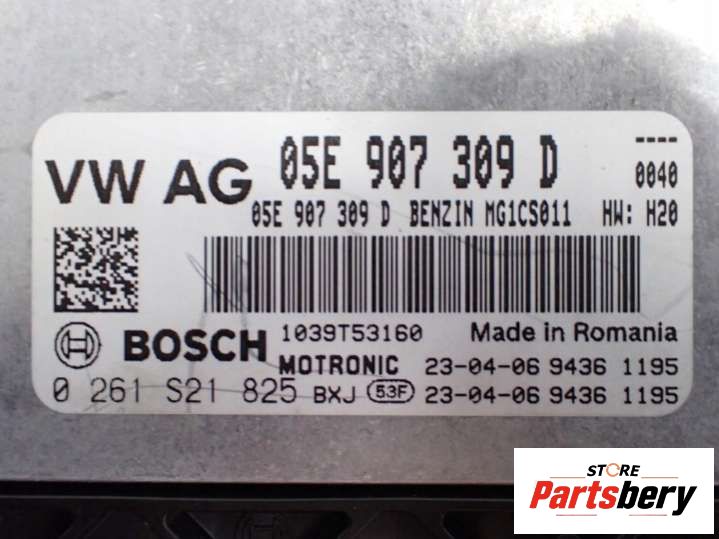 VW AG 05E 907 309 D ----
0040
05E 907 309 D BENZIN MG1CS011 HW: H20
BOSCH 1039T53160 Made in Romania
MOTRONIC 23-04-06 9436 1195
0 261 S21 825 BXJ 53F 23-04-06 9436 1195
STORE
Partsbery